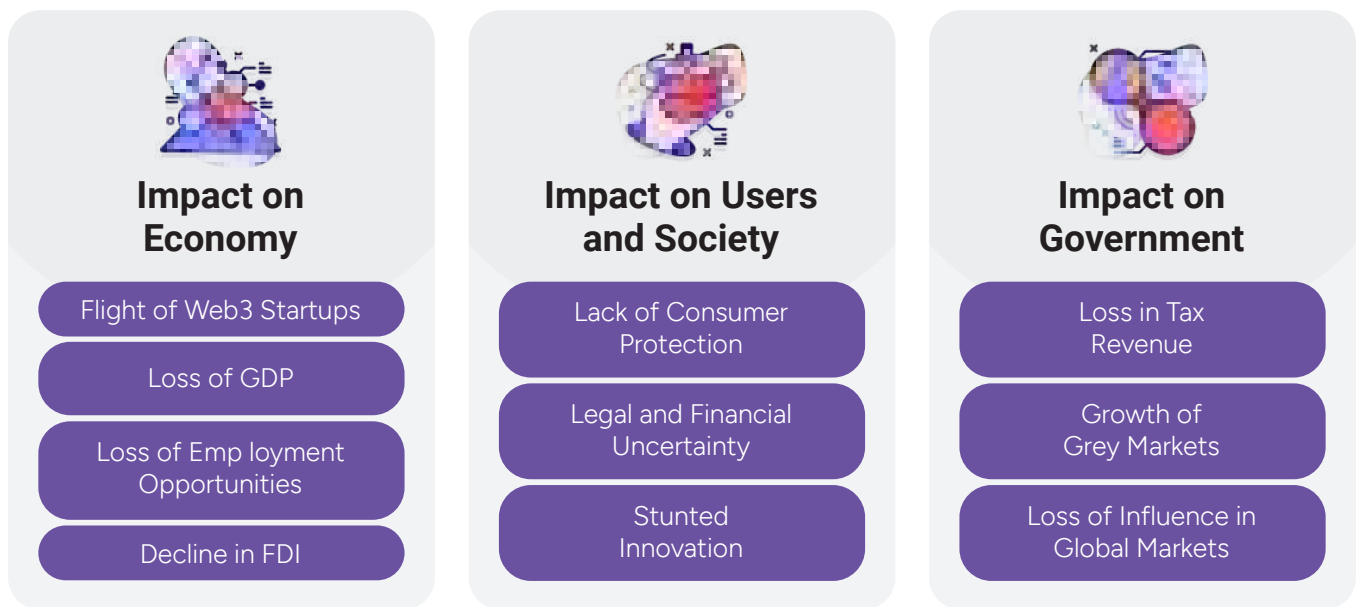 Impact on
Economy
Flight of Web3 Startups
Loss of GDP
Loss of Emp loyment
Opportunities
Decline in FDI
Impact on Users
and Society
Lack of Consumer
Protection
Legal and Financial
Uncertainty
Stunted
Innovation
Impact on
Government
Loss in Tax
Revenue
Growth of
Grey Markets
Loss of Influence in
Global Markets